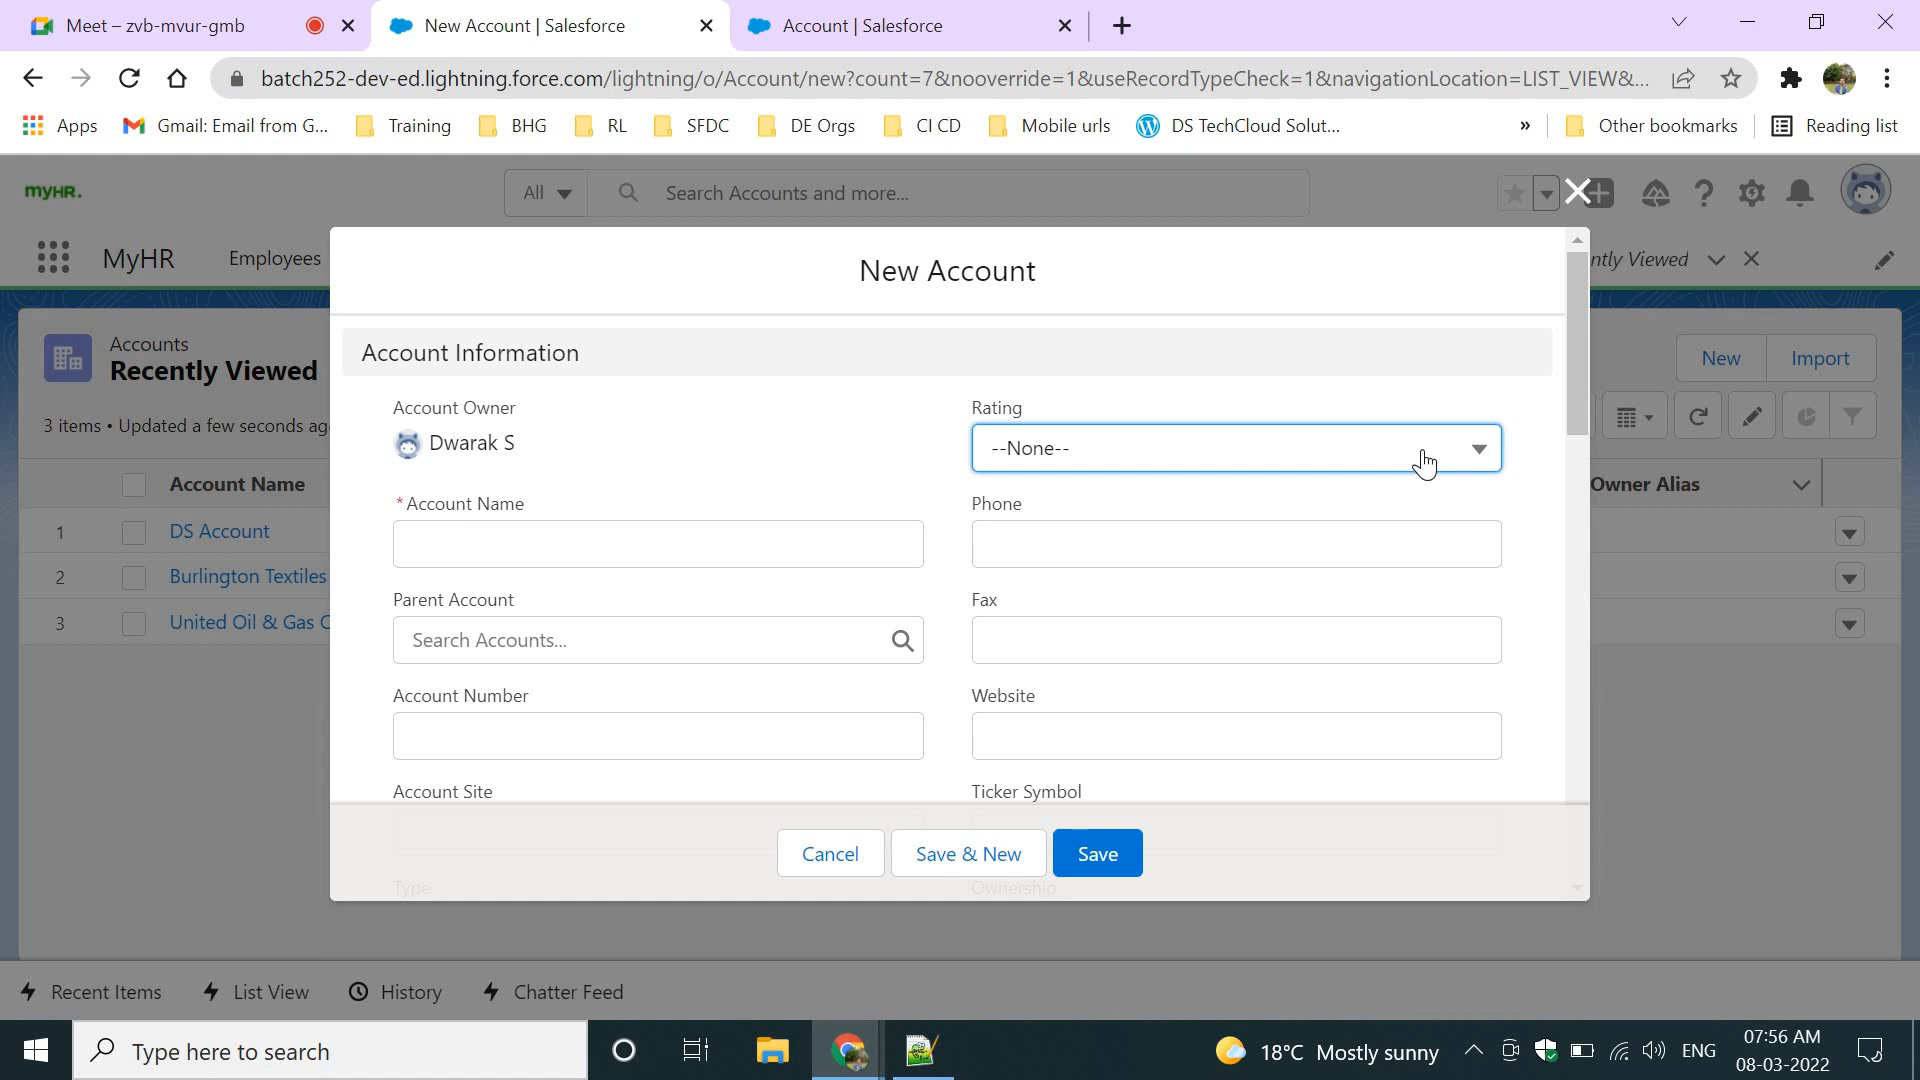 Meet – zvb-mvur-gmb
New Account | Salesforce
Account | Salesforce
batch252-dev-ed.lightning.force.com/lightning/o/Account/new?count=7&nooverride=1&useRecordTypeCheck=1&navigationLocation=LIST_VIEW&...
Apps
Gmail: Email from G...
Training
BHG
RL
SFDC
DE Orgs
CI CD
Mobile urls
DS TechCloud Solut...
»
Other bookmarks
Reading list
myHR.
All
Search Accounts and more...
MyHR
Employees
ntly Viewed
New Account
Accounts
Recently Viewed
New
Import
3 items • Updated a few seconds ag
Account Information
Account Owner
Dwarak S
Rating
--None--
Account Name
Owner Alias
* Account Name
Phone
1
DS Account
2
Burlington Textiles
3
United Oil & Gas C
Parent Account
Search Accounts...
Fax
Account Number
Website
Account Site
Ticker Symbol
Cancel
Save & New
Save
Type
Ownership
Recent Items
List View
History
Chatter Feed
Type here to search
18°C Mostly sunny
ENG
07:56 AM
08-03-2022